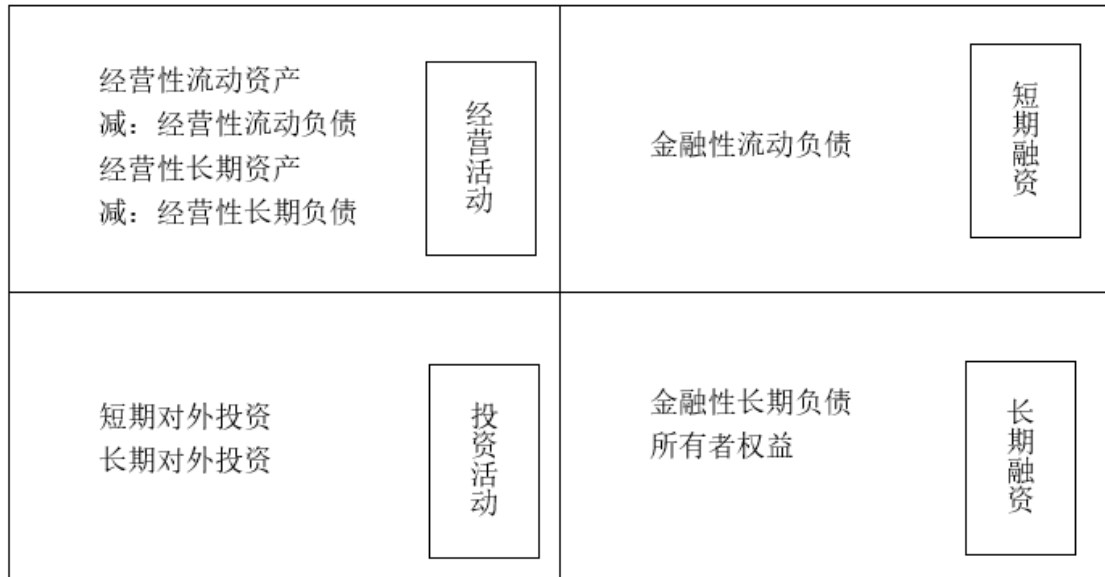 经营性流动资产
减：经营性流动负债
经营性长期资产
减：经营性长期负债
经营活动
金融性流动负债
短期融资
短期对外投资
长期对外投资
投资活动
金融性长期负债
所有者权益
长期融资